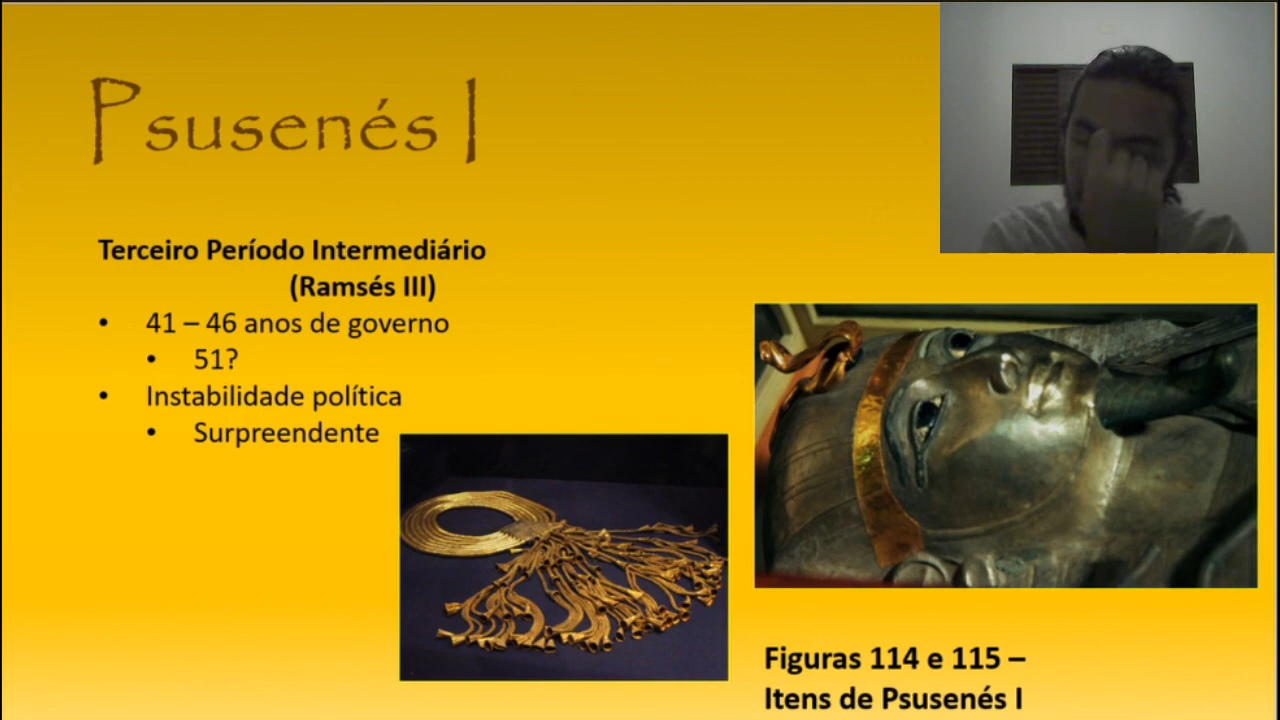 Psusenés I
Terceiro Período Intermediário
(Ramsés III)
• 41 – 46 anos de governo
• 51?
• Instabilidade política
• Surpreendente
Figuras 114 e 115 –
Itens de Psusenés I